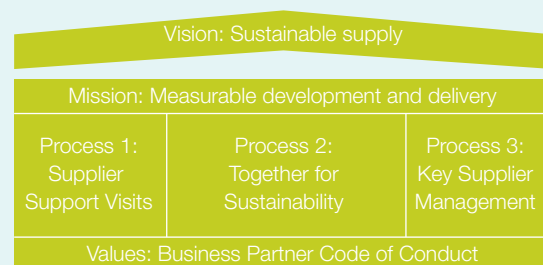 Vision: Sustainable supply
Mission: Measurable development and delivery
Process 1:
Supplier
Support Visits
Process 2:
Together for
Sustainability
Process 3:
Key Supplier
Management
Values: Business Partner Code of Conduct